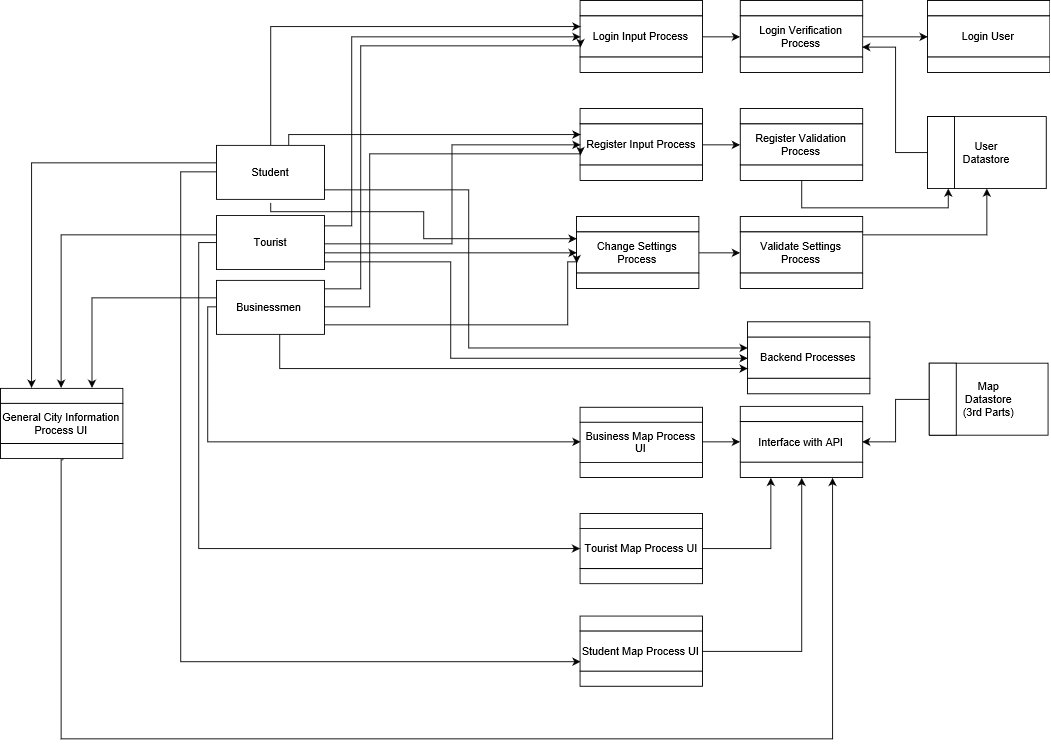 Login Input Process
Login Verification
Process
Login User
Register Input Process
Register Validation
Process
User
Datastore
Student
Tourist
Change Settings
Process
Validate Settings
Process
Businessmen
Backend Processes
Map
Datastore
(3rd Parts)
General City Information
Process UI
Business Map Process
UI
Interface with API
Tourist Map Process UI
Student Map Process UI